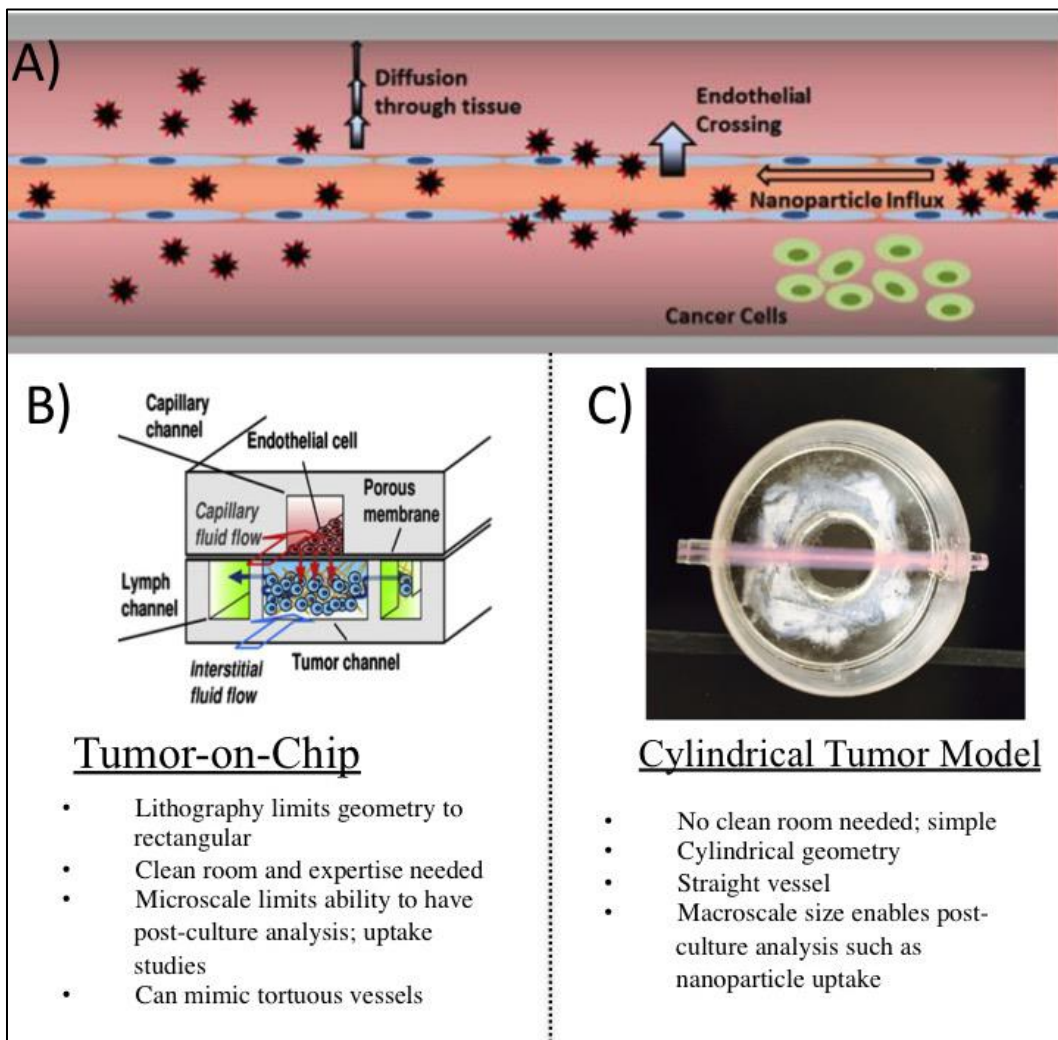 A)
Diffusion
through tissue
Endothelial
Crossing
Nanoparticle Influx
Cancer Cells
B)
Capillary
channel
Endothelial cell
Porous
membrane
Capillary
fluid flow
Lymph
channel
Tumor channel
Interstitial
fluid flow
Tumor-on-Chip
• Lithography limits geometry to
rectangular
• Clean room and expertise needed
• Microscale limits ability to have
post-culture analysis; uptake
studies
• Can mimic tortuous vessels
C)
Cylindrical Tumor Model
• No clean room needed; simple
• Cylindrical geometry
• Straight vessel
• Macroscale size enables post-
culture analysis such as
nanoparticle uptake